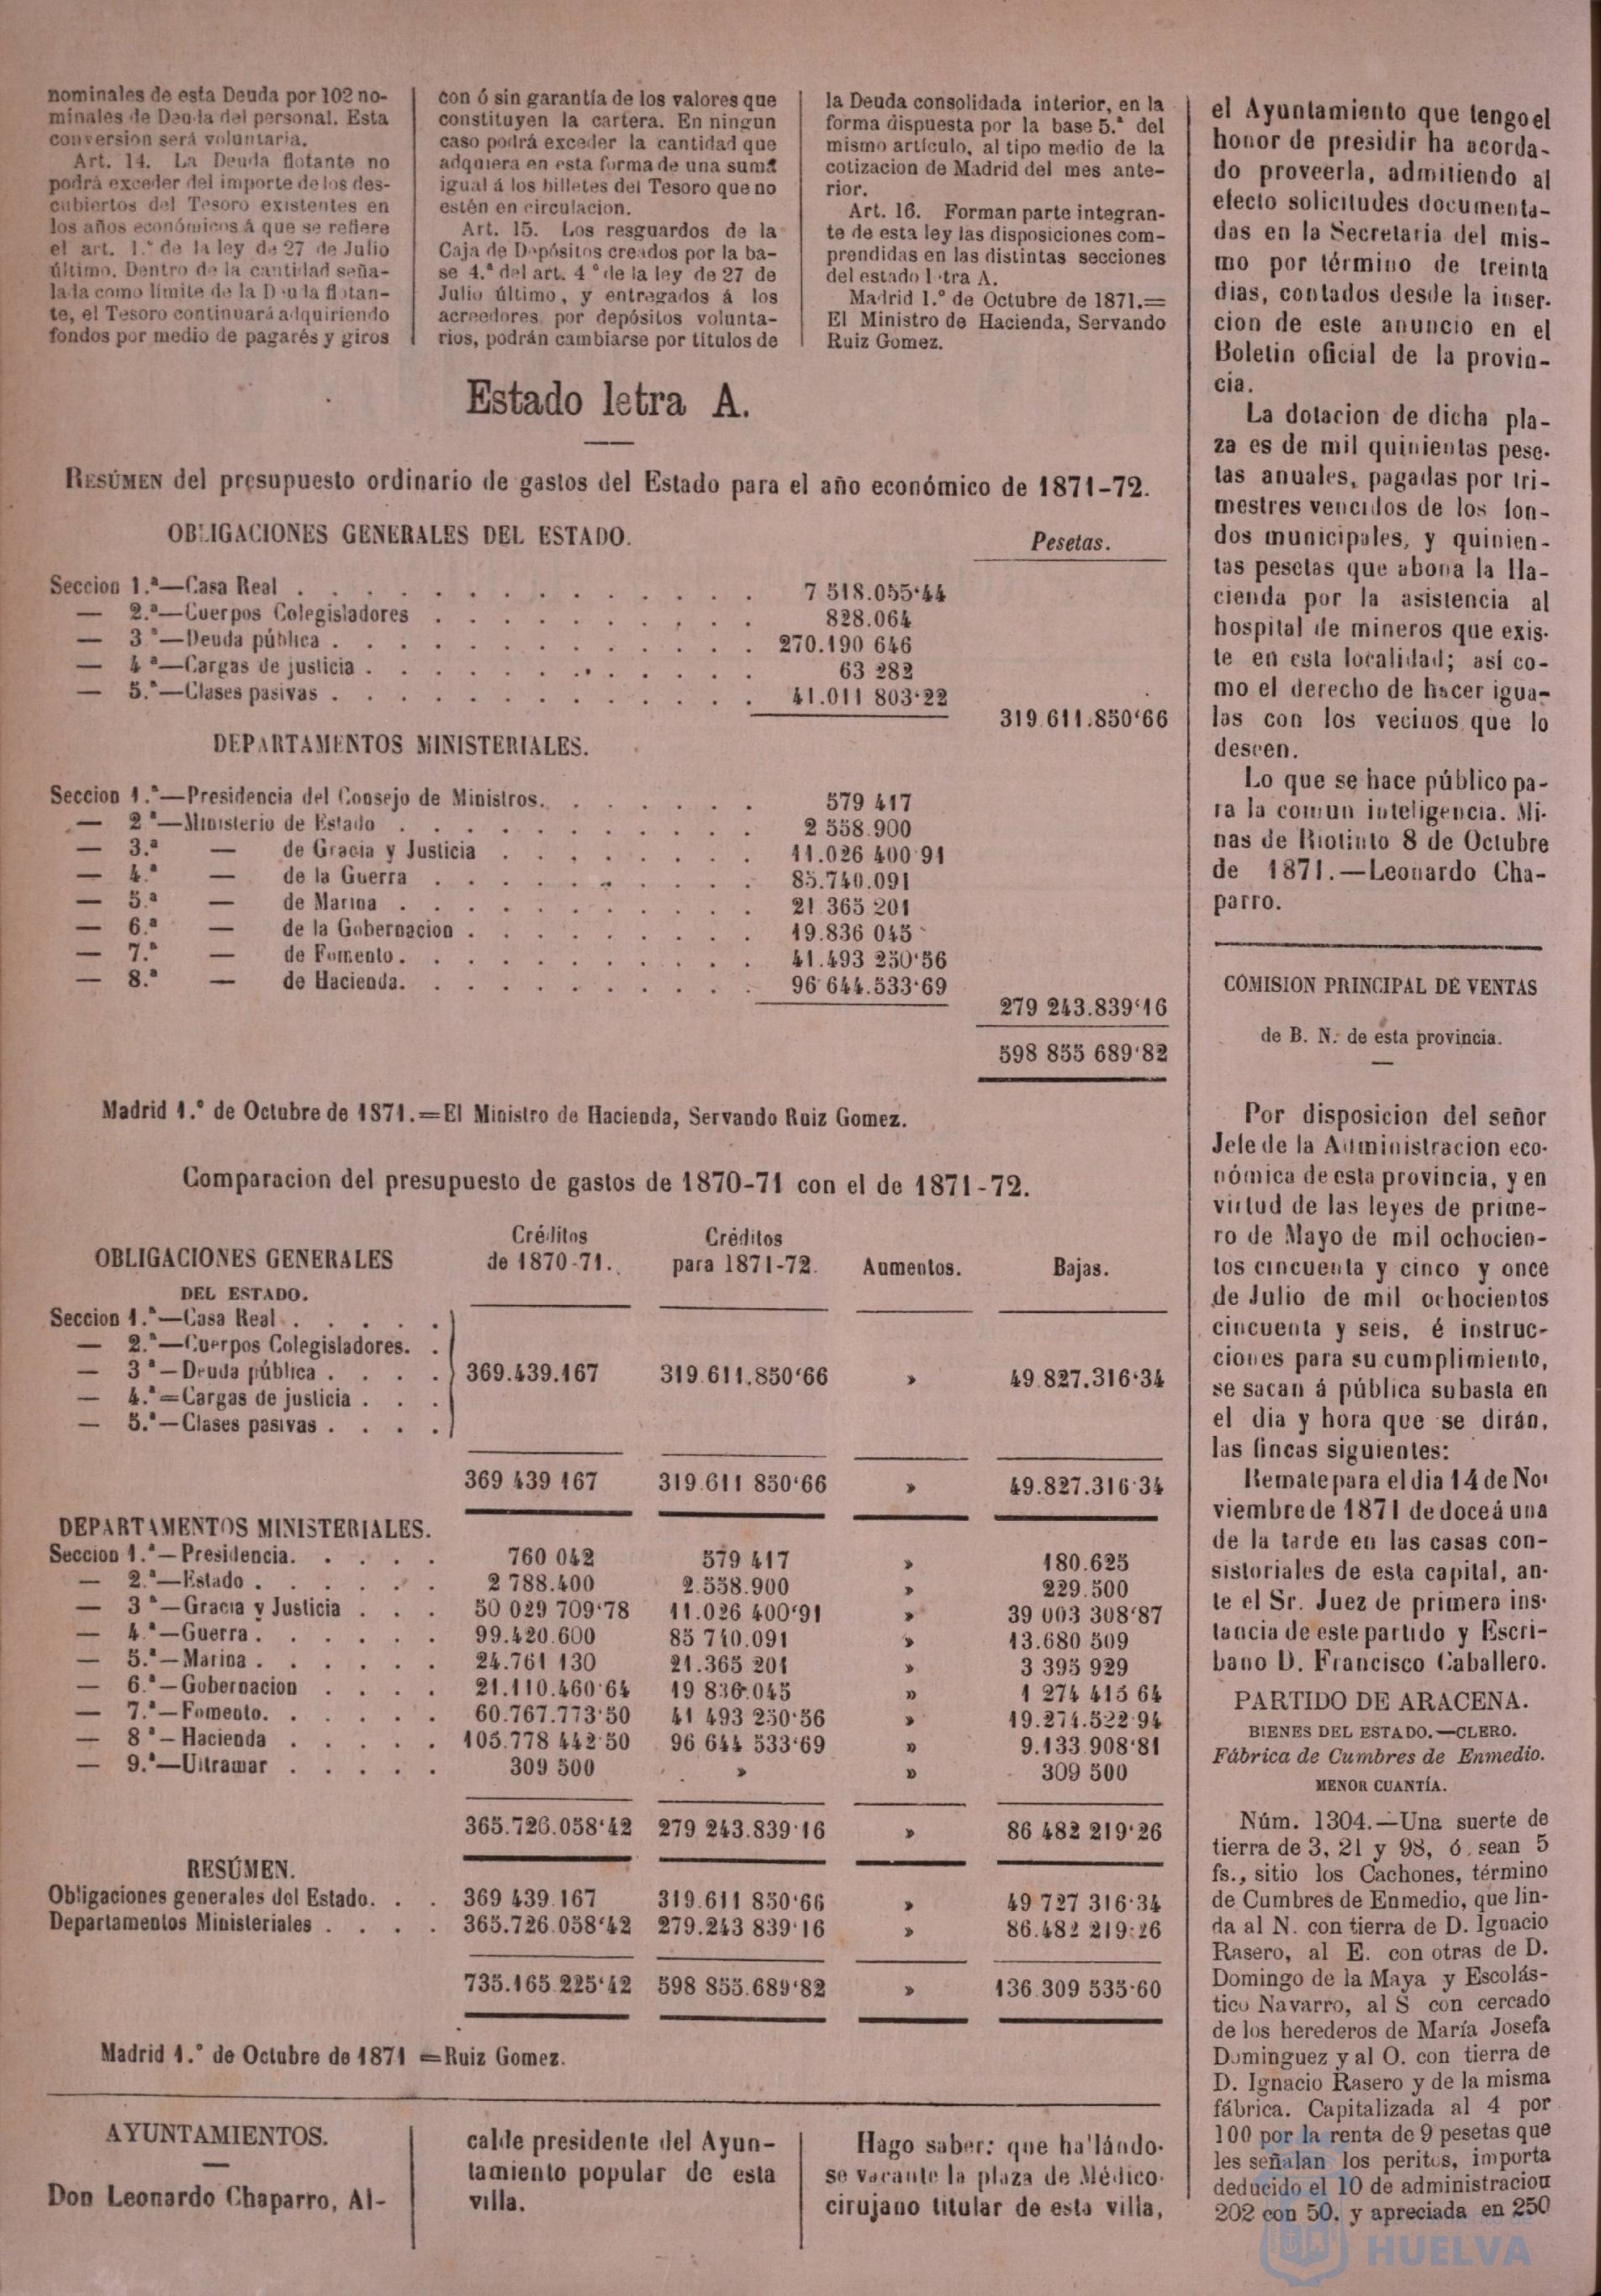 nominales de esta Deuda por 102 no-
minales de Deuda del personal. Esta
conversion será voluntaria.
Art. 14. La Deuda flotante no
podrá exceder del importe de los des-
cubiertos del Tesoro existentes en
los años económicos á que se refiere
el art. 1.º de la ley de 27 de Julio
último. Dentro de la cantidad seña-
lada como límite de la Deuda flotan-
te, el Tesoro continuará adquiriendo
fondos por medio de pagarés y giros
con ó sin garantía de los valores que
constituyen la cartera. En ningun
caso podrá exceder la cantidad que
adquiera en esta forma de una suma
igual á los billetes del Tesoro que no
estén en circulacion.
Art. 15. Los resguardos de la
Caja de Depósitos creados por la ba-
se 4.ª del art. 4.º de la ley de 27 de
Julio último, y entregados á los
acreedores por depósitos volunta-
rios, podrán cambiarse por títulos de
la Deuda consolidada interior, en la
forma dispuesta por la base 5.ª del
mismo artículo, al tipo medio de la
cotizacion de Madrid del mes ante-
rior.
Art. 16. Forman parte integran-
te de esta ley las disposiciones com-
prendidas en las distintas secciones
del estado l tra A.
Madrid 1.º de Octubre de 1871.=
El Ministro de Hacienda, Servando
Ruiz Gomez.
Estado letra A.
RESÚMEN del presupuesto ordinario de gastos del Estado para el año económico de 1871-72.
OBLIGACIONES GENERALES DEL ESTADO. Pesetas.
Seccion 1.ª—Casa Real . . . . . . 7 518.055'44
— 2.ª—Cuerpos Colegisladores . . . . . . 828.064
— 3 ª—Deuda pública . . . . . . 270.190 646
— 4 ª—Cargas de justicia . . . . . . 63 282
— 5.ª—Clases pasivas . . . . . . 41.011 803'22
319.611.850'66
DEPARTAMENTOS MINISTERIALES.
Seccion 1.ª—Presidencia del Consejo de Ministros. . . . . . 579 417
— 2 ª—Ministerio de Estado . . . . . . 2 558.900
— 3.ª — de Gracia y Justicia . . . . . . 11.026 400'91
— 4.ª — de la Guerra . . . . . . 85.740.091
— 5.ª — de Marina . . . . . . 21 365 201
— 6.ª — de la Gobernacion . . . . . . 19.836 045
— 7.ª — de Fomento . . . . . . 41.493 250'56
— 8.ª — de Hacienda. . . . . . 96 644.533'69
279 243.839'16
598 855 689'82
Madrid 1.º de Octubre de 1871.=El Ministro de Hacienda, Servando Ruiz Gomez.
Comparacion del presupuesto de gastos de 1870-71 con el de 1871-72.
OBLIGACIONES GENERALES
DEL ESTADO.
Créditos de 1870-71. Créditos para 1871-72. Aumentos. Bajas.
Seccion 1.ª—Casa Real . . .
— 2.ª—Cuerpos Colegisladores. .
— 3 ª—Deuda pública . . . . 369.439.167 319.611.850'66 » 49.827.316'34
— 4.ª=Cargas de justicia . . .
— 5.ª—Clases pasivas . . . .
369 439 167 319.611 850'66 » 49.827.316'34
DEPARTAMENTOS MINISTERIALES.
Seccion 1.ª—Presidencia. . . . . 760 042 579 417 » 180.625
— 2.ª—Estado . . . . . 2 788.400 2.558.900 » 229.500
— 3 ª—Gracia y Justicia . . . 50 029 709'78 11.026 400'91 » 39 003 308'87
— 4.ª—Guerra . . . . . 99.420.600 85 740.091 » 13.680 509
— 5.ª—Marina . . . . . 24.761 130 21.365 201 » 3 395 929
— 6.ª—Gobernacion . . . . 21.110.460'64 19 836.045 » 1 274 415 64
— 7.ª—Fomento. . . . . 60.767.773'50 41 493 250'56 » 19.274.522'94
— 8 ª—Hacienda . . . . . 105.778 442'50 96 644 533'69 » 9.133 908'81
— 9.ª—Ultramar . . . . . 309 500 » » 309 500
365.726.058'42 279 243.839'16 » 86 482 219'26
RESÚMEN.
Obligaciones generales del Estado. . . 369 439 167 319.611 850'66 » 49 727 316'34
Departamentos Ministeriales . . . . 365.726.058'42 279.243 839'16 » 86.482 219'26
735.165 225'42 598 855.689'82 » 136.309 535'60
Madrid 1.º de Octubre de 1871 =Ruiz Gomez.
AYUNTAMIENTOS.
Don Leonardo Chaparro, Al-
calde presidente del Ayun-
tamiento popular de esta
villa.
Hago saber: que hallándo-
se vacante la plaza de Médico-
cirujano titular de esta villa,
el Ayuntamiento que tengo el
honor de presidir ha acorda-
do proveerla, admitiendo al
efecto solicitudes documenta-
das en la Secretaria del mis-
mo por término de treinta
dias, contados desde la inser-
cion de este anuncio en el
Boletin oficial de la provin-
cia.
La dotacion de dicha pla-
za es de mil quinientas pese-
tas anuales, pagadas por tri-
mestres vencidos de los fon-
dos municipales, y quinien-
tas pesetas que abona la Ha-
cienda por la asistencia al
hospital de mineros que exis-
te en esta localidad; así co-
mo el derecho de hacer igua-
las con los vecinos que lo
deseen.
Lo que se hace público pa-
ra la comun inteligencia. Mi-
nas de Riotinto 8 de Octubre
de 1871.—Leonardo Cha-
parro.
COMISION PRINCIPAL DE VENTAS
de B. N. de esta provincia.
Por disposicion del señor
Jefe de la Administracion eco-
nómica de esta provincia, y en
virtud de las leyes de prime-
ro de Mayo de mil ochocien-
tos cincuenta y cinco y once
de Julio de mil ochocientos
cincuenta y seis, é instruc-
ciones para su cumplimiento,
se sacan á pública subasta en
el dia y hora que se dirán,
las fincas siguientes:
Remate para el dia 14 de No-
viembre de 1871 de doce á una
de la tarde en las casas con-
sistoriales de esta capital, an-
te el Sr. Juez de primera ins-
tancia de este partido y Escri-
bano D. Francisco Caballero.
PARTIDO DE ARACENA.
BIENES DEL ESTADO.—CLERO.
Fábrica de Cumbres de Enmedio.
MENOR CUANTÍA.
Núm. 1304.—Una suerte de
tierra de 3, 21 y 98, ó sean 5
fs., sitio los Cachones, término
de Cumbres de Enmedio, que lin-
da al N. con tierra de D. Ignacio
Rasero, al E. con otras de D.
Domingo de la Maya y Escolás-
tico Navarro, al S con cercado
de los herederos de María Josefa
Dominguez y al O. con tierra de
D. Ignacio Rasero y de la misma
fábrica. Capitalizada al 4 por
100 por la renta de 9 pesetas que
les señalan los peritos, importa
deducido el 10 de administracion
202 con 50, y apreciada en 250
HUELVA